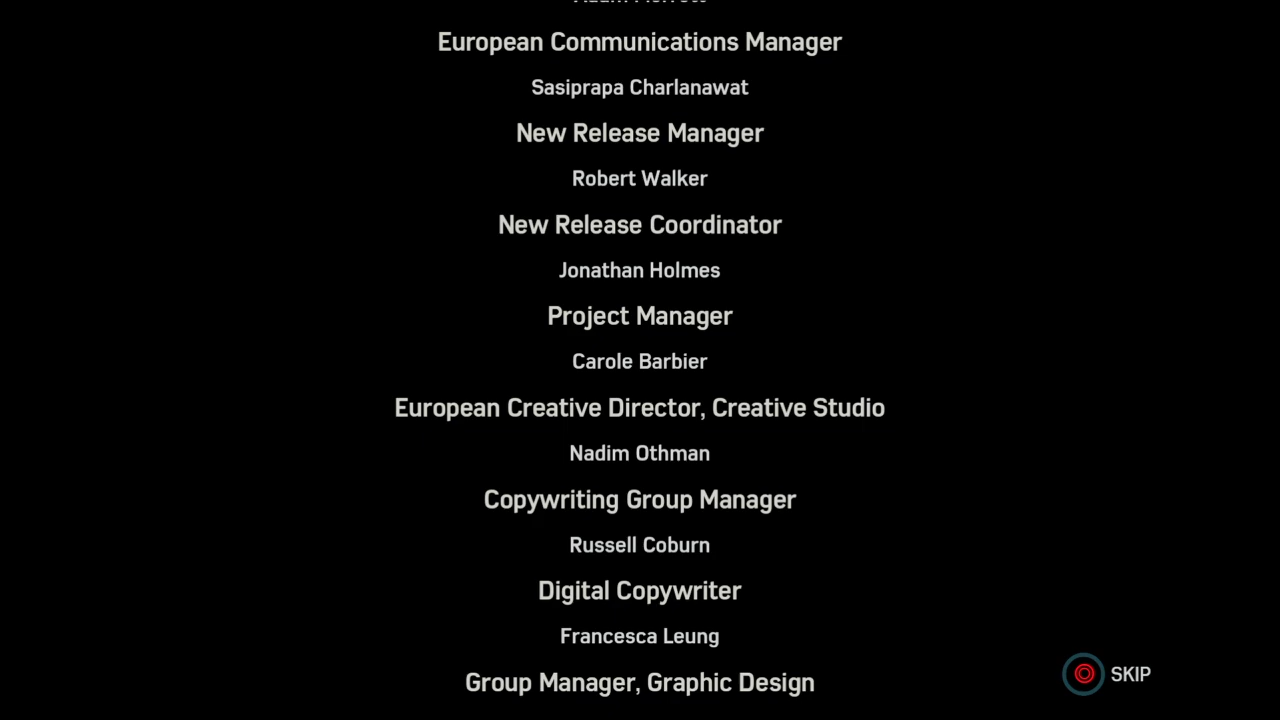 European Communications Manager
Sasiprapa Charlanawat
New Release Manager
Robert Walker
New Release Coordinator
Jonathan Holmes
Project Manager
Carole Barbier
European Creative Director, Creative Studio
Nadim Othman
Copywriting Group Manager
Russell Coburn
Digital Copywriter
Francesca Leung
Group Manager, Graphic Design
SKIP